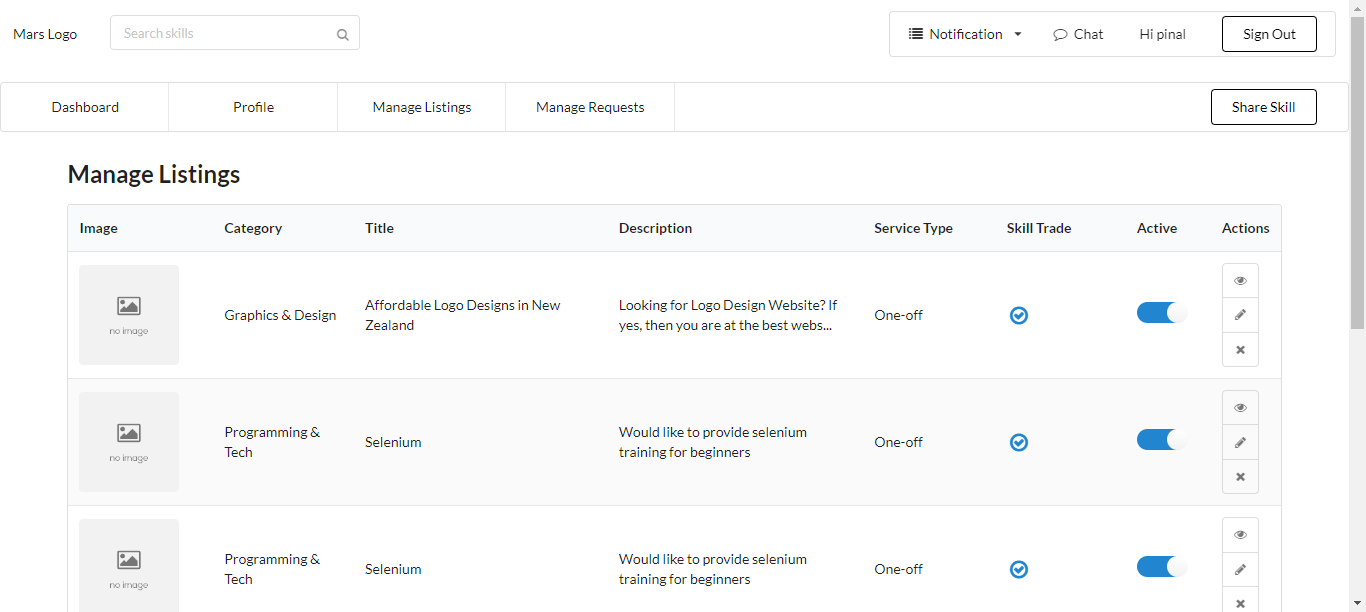 Mars Logo
Search skills
Notification
Chat
Hi pinal
Sign Out
Dashboard
Profile
Manage Listings
Manage Requests
Share Skill
Manage Listings
Image
Category
Title
Description
Service Type
Skill Trade
Active
Actions
no image
Graphics & Design
Affordable Logo Designs in New
Zealand
Looking for Logo Design Website? If
yes, then you are at the best webs...
One-off
no image
Programming &
Tech
Selenium
Would like to provide selenium
training for beginners
One-off
no image
Programming &
Tech
Selenium
Would like to provide selenium
training for beginners
One-off